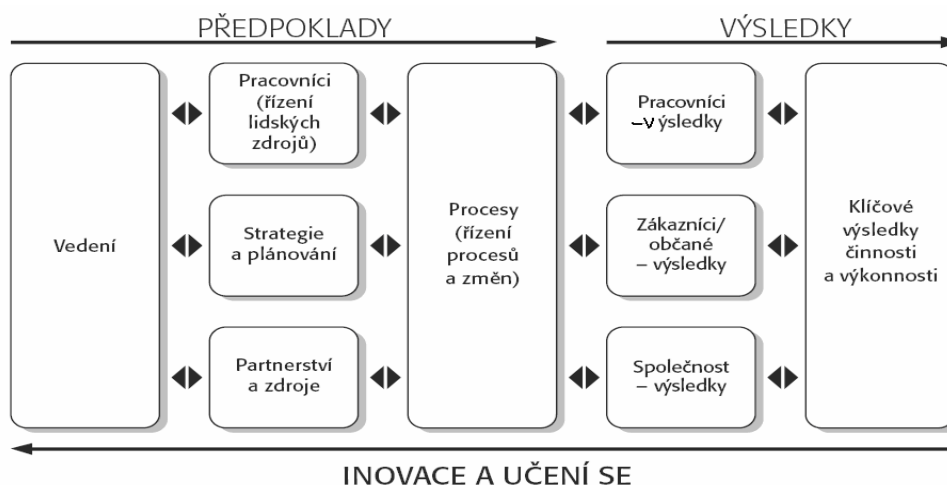 PŘEDPOKLADY
VÝSLEDKY
Vedení
Pracovníci
(řízení
lidských
zdrojů)
Strategie
a plánování
Partnerství
a zdroje
Procesy
(řízení
procesů
a změn)
Pracovníci
–výsledky
Zákazníci/
občané
– výsledky
Společnost
– výsledky
Klíčové
výsledky
činnosti
a výkonnosti
INOVACE A UČENÍ SE